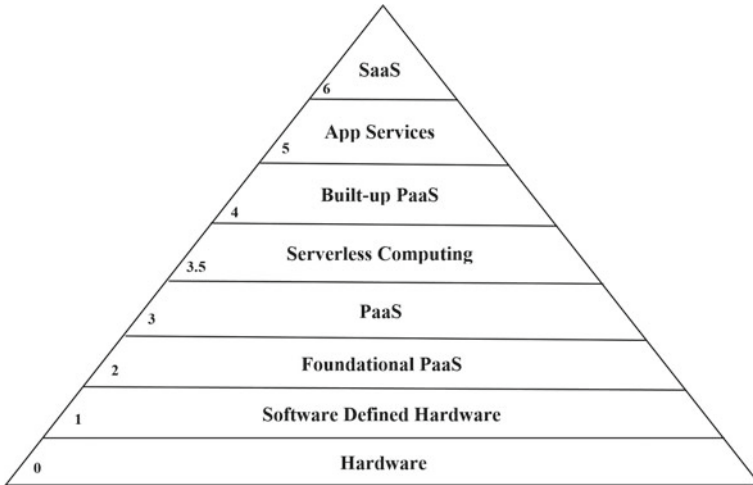 SaaS
6
App Services
5
Built-up PaaS
4
Serverless Computing
3.5
PaaS
3
Foundational PaaS
2
Software Defined Hardware
1
Hardware
0